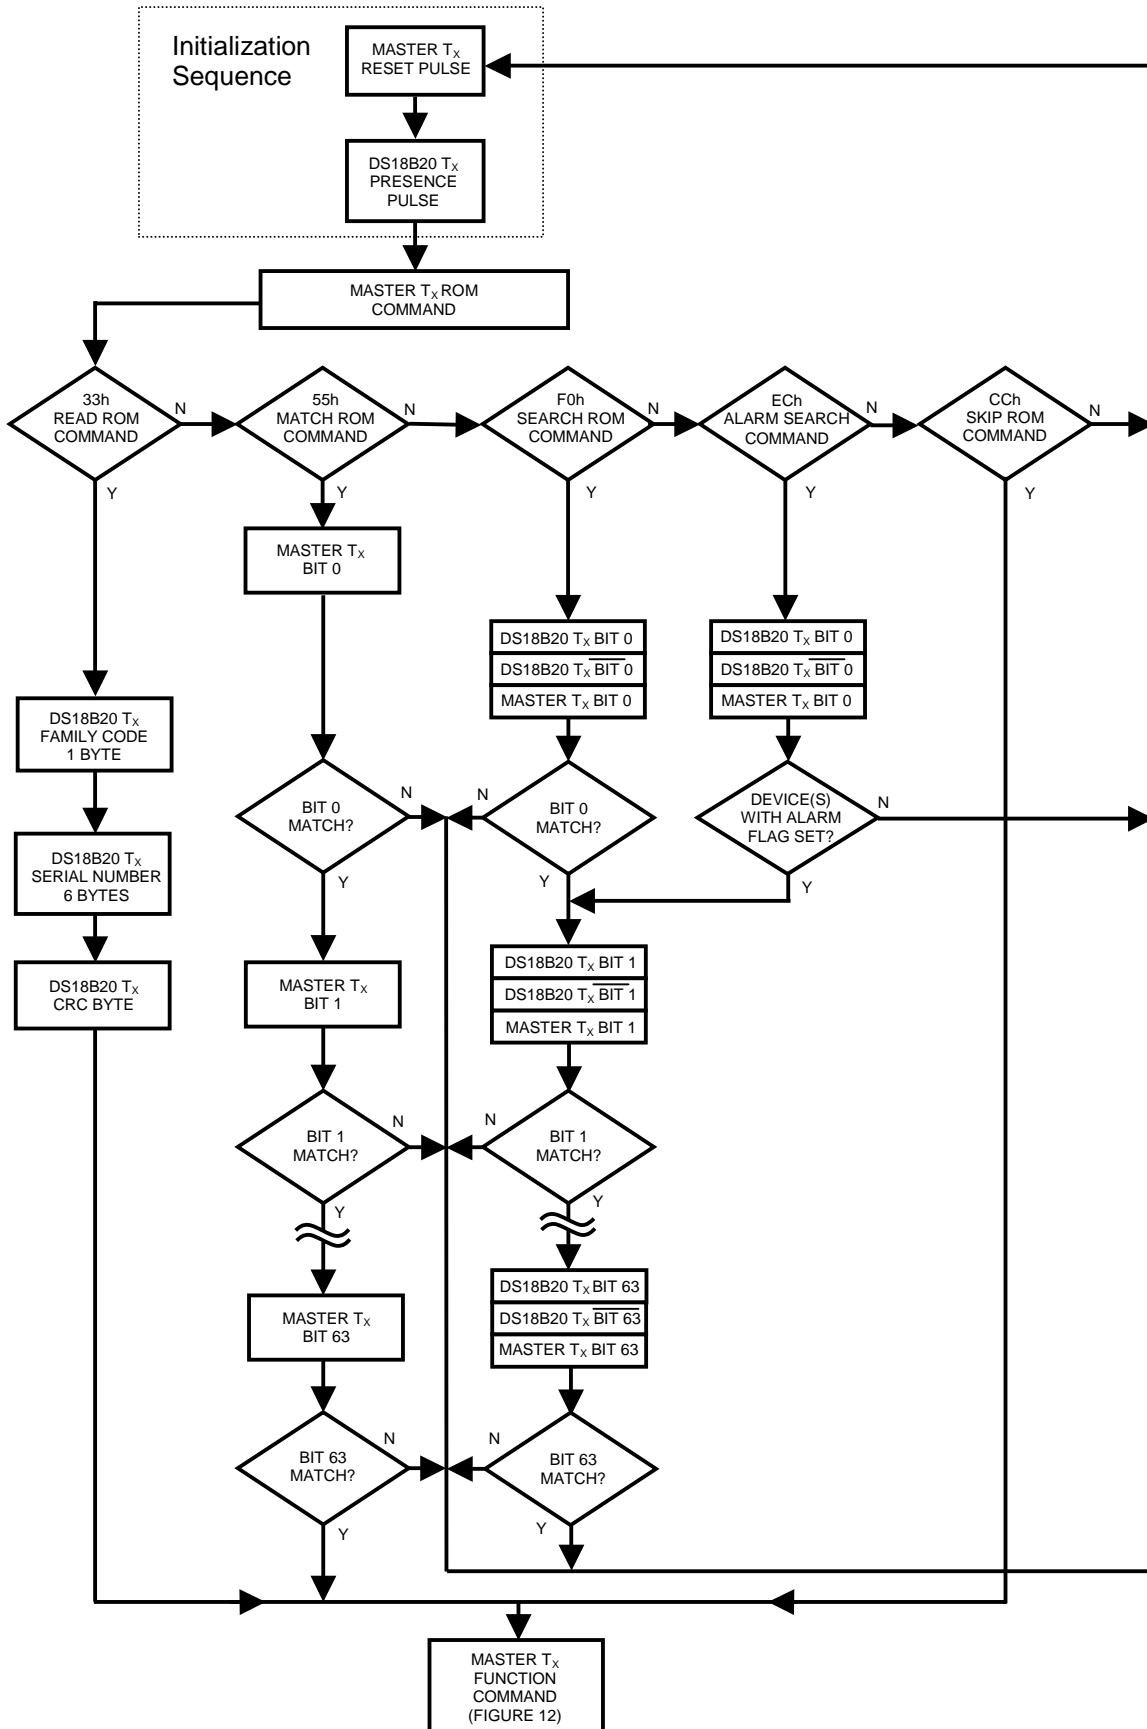 Initialization
Sequence
MASTER TX
RESET PULSE
DS18B20 TX
PRESENCE
PULSE
MASTER TX ROM
COMMAND
33h
READ ROM
COMMAND
N
Y
55h
MATCH ROM
COMMAND
N
Y
F0h
SEARCH ROM
COMMAND
N
Y
ECh
ALARM SEARCH
COMMAND
N
Y
CCh
SKIP ROM
COMMAND
N
Y
MASTER TX
BIT 0
DS18B20 TX BIT 0
DS18B20 TX BIT 0
MASTER TX BIT 0
DS18B20 TX BIT 0
DS18B20 TX BIT 0
MASTER TX BIT 0
DS18B20 TX
FAMILY CODE
1 BYTE
DS18B20 TX
SERIAL NUMBER
6 BYTES
DS18B20 TX
CRC BYTE
BIT 0
MATCH?
N
Y
BIT 0
MATCH?
N
Y
DEVICE(S)
WITH ALARM
FLAG SET?
N
Y
MASTER TX
BIT 1
DS18B20 TX BIT 1
DS18B20 TX BIT 1
MASTER TX BIT 1
BIT 1
MATCH?
N
Y
BIT 1
MATCH?
N
Y
MASTER TX
BIT 63
DS18B20 TX BIT 63
DS18B20 TX BIT 63
MASTER TX BIT 63
BIT 63
MATCH?
N
Y
BIT 63
MATCH?
N
Y
MASTER TX
FUNCTION
COMMAND
(FIGURE 12)